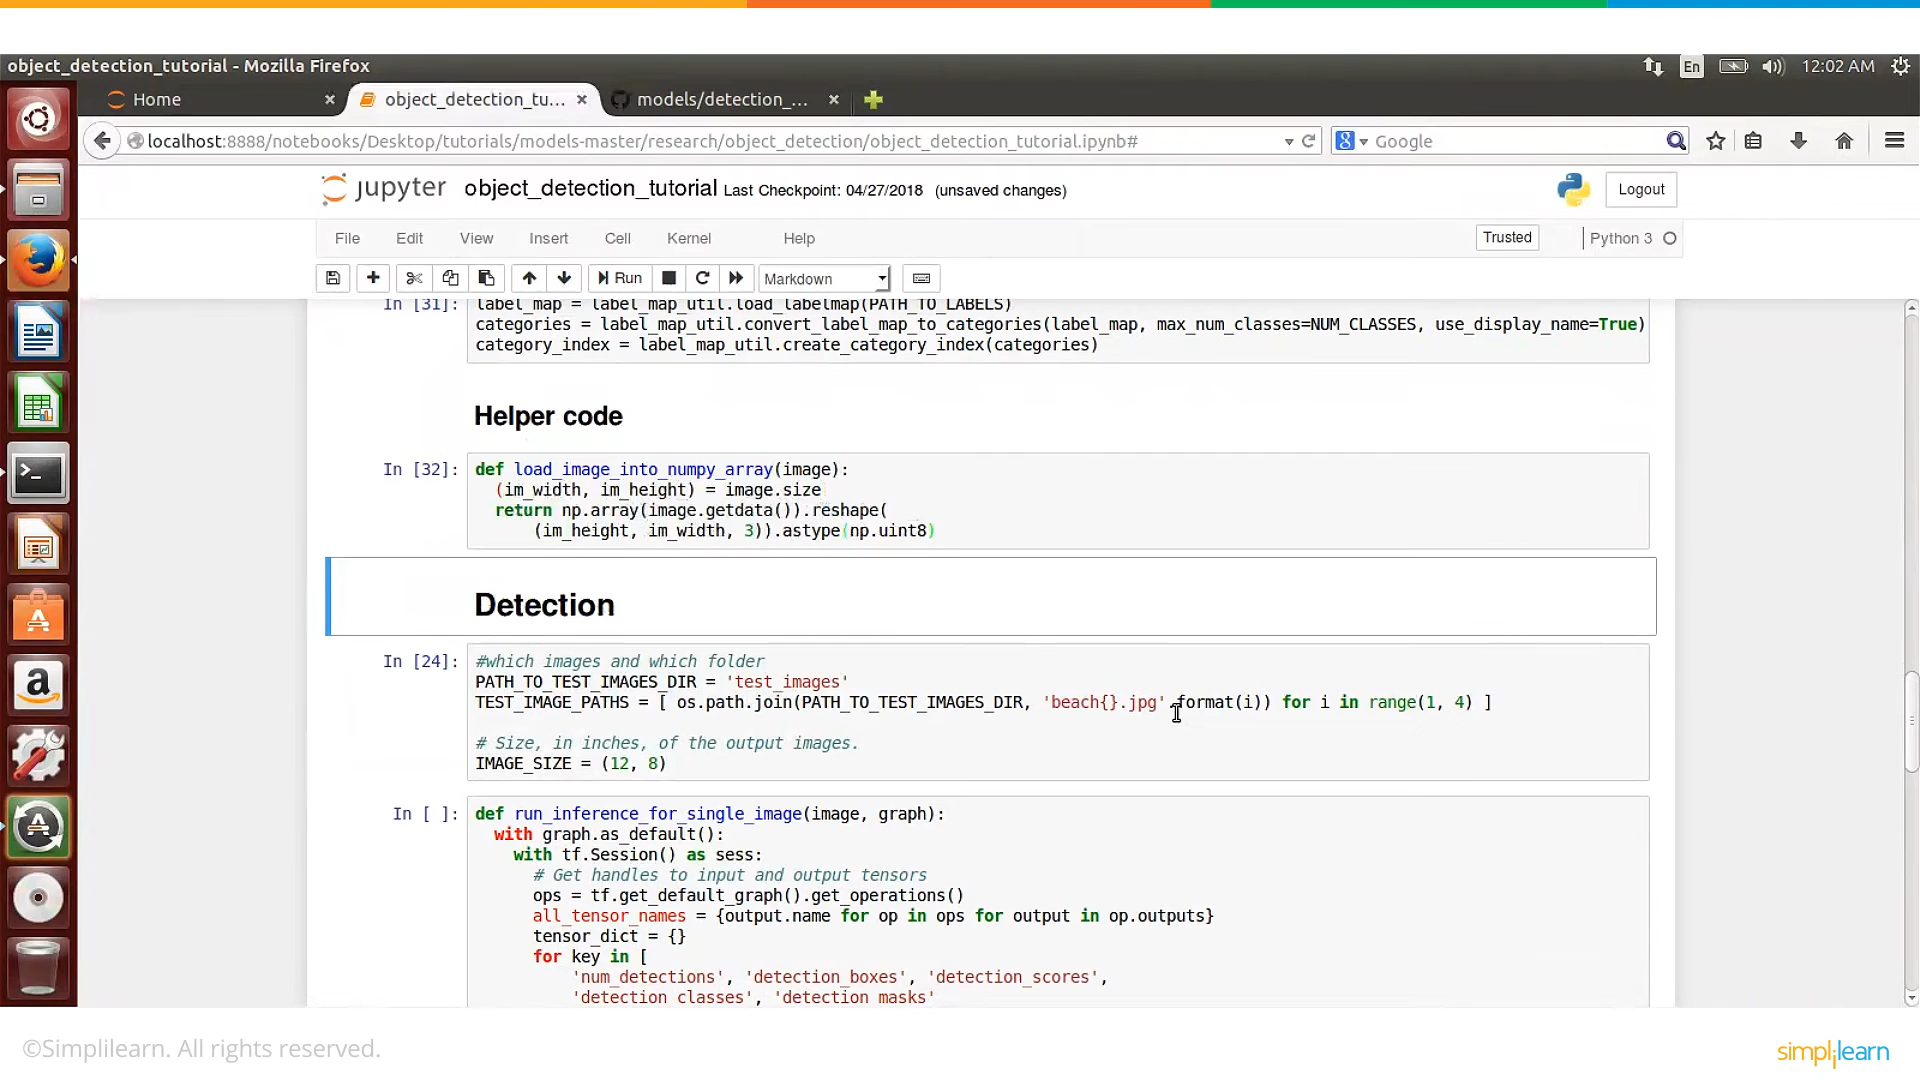 object_detection_tutorial - Mozilla Firefox
En
12:02 AM
Home
object_detection_tu...
models/detection_...
localhost:8888/notebooks/Desktop/tutorials/models-master/research/object_detection/object_detection_tutorial.ipynb#
Google
jupyter
object_detection_tutorial Last Checkpoint: 04/27/2018 (unsaved changes)
Logout
File
Edit
View
Insert
Cell
Kernel
Help
Trusted
Python 3
Run
Markdown
In [31]:
label_map = label_map_util.load_labelmap(PATH_TO_LABELS)
categories = label_map_util.convert_label_map_to_categories(label_map, max_num_classes=NUM_CLASSES, use_display_name=True)
category_index = label_map_util.create_category_index(categories)
Helper code
In [32]:
def load_image_into_numpy_array(image):
(im_width, im_height) = image.size
return np.array(image.getdata()).reshape(
(im_height, im_width, 3)).astype(np.uint8)
Detection
In [24]:
#which images and which folder
PATH_TO_TEST_IMAGES_DIR = 'test_images'
TEST_IMAGE_PATHS = [ os.path.join(PATH_TO_TEST_IMAGES_DIR, 'beach{}.jpg'.format(i)) for i in range(1, 4) ]
# Size, in inches, of the output images.
IMAGE_SIZE = (12, 8)
In [ ]:
def run_inference_for_single_image(image, graph):
with graph.as_default():
with tf.Session() as sess:
# Get handles to input and output tensors
ops = tf.get_default_graph().get_operations()
all_tensor_names = {output.name for op in ops for output in op.outputs}
tensor_dict = {}
for key in [
'num_detections', 'detection_boxes', 'detection_scores',
'detection_classes', 'detection_masks'
©Simplilearn. All rights reserved.
simplilearn